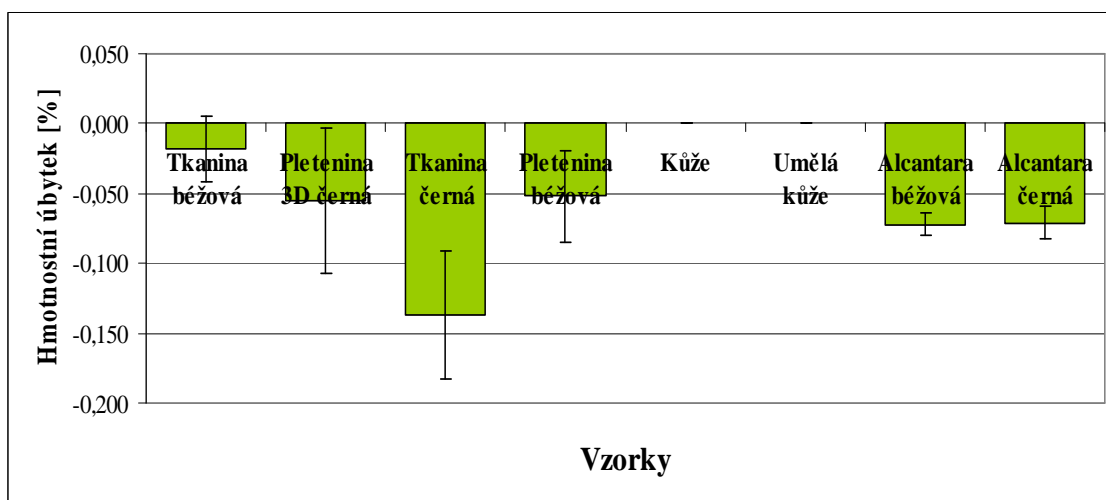 0,050
0,000
-0,050
-0,100
-0,150
-0,200
Hmotnostní úbytek [%]
Tkanina
béžová
Pletenina
3D černá
Tkanina
černá
Pletenina
béžová
Kůže
Umělá
kůže
Alcantara
béžová
Alcantara
černá
Vzorky